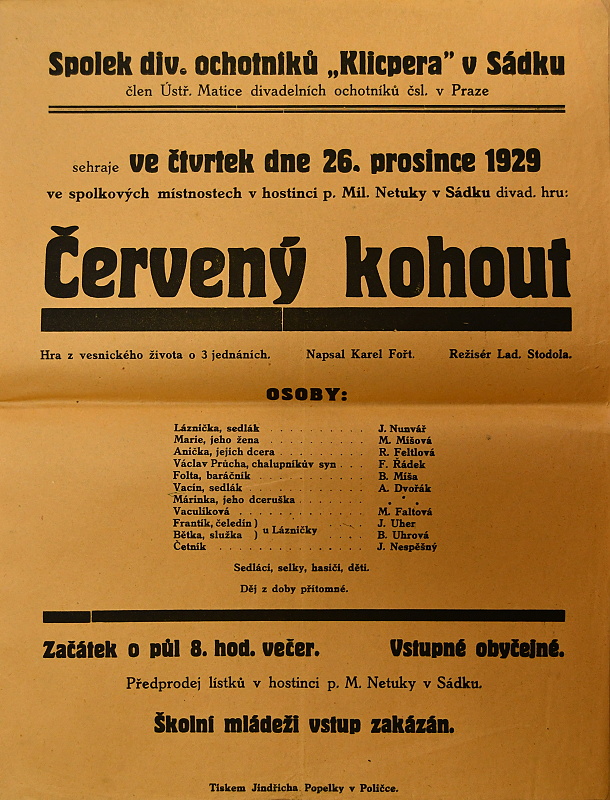 Spolek div. ochotníků „Klicpera" v Sádku
člen Ústř. Matice divadelních ochotníků čsl. v Praze
sehraje ve čtvrtek dne 26. prosince 1929
ve spolkových místnostech v hostinci p. Mil. Netuky v Sádku divad. hru:
Červený kohout
Hra z vesnického života o 3 jednáních. Napsal Karel Fořt. Režisér Lad. Stodola.
OSOBY:
Láznička, sedlák . . . . . . . . . . J. Nunvář
Marie, jeho žena . . . . . . . . . . M. Míšová
Anička, jejich dcera . . . . . . . . . R. Feltlová
Václav Průcha, chalupníkův syn . . . F. Řádek
Folta, baráčník . . . . . . . . . . . B. Míša
Vacín, sedlák . . . . . . . . . . . A. Dvořák
Márinka, jeho dceruška . . . . . . . * * *
Vaculíková . . . . . . . . . . . . M. Faltová
Frantík, čeledín ) u Lázničky . . . . J. Uher
Bětka, služka ) B. Uhrová
Četník . . . . . . . . . . . . . . J. Nespěšný
Sedláci, selky, hasiči, děti.
Děj z doby přítomné.
Začátek o půl 8. hod. večer. Vstupné obyčejné.
Předprodej lístků v hostinci p. M. Netuky v Sádku.
Školní mládeži vstup zakázán.
Tiskem Jindřicha Popelky v Poličce.